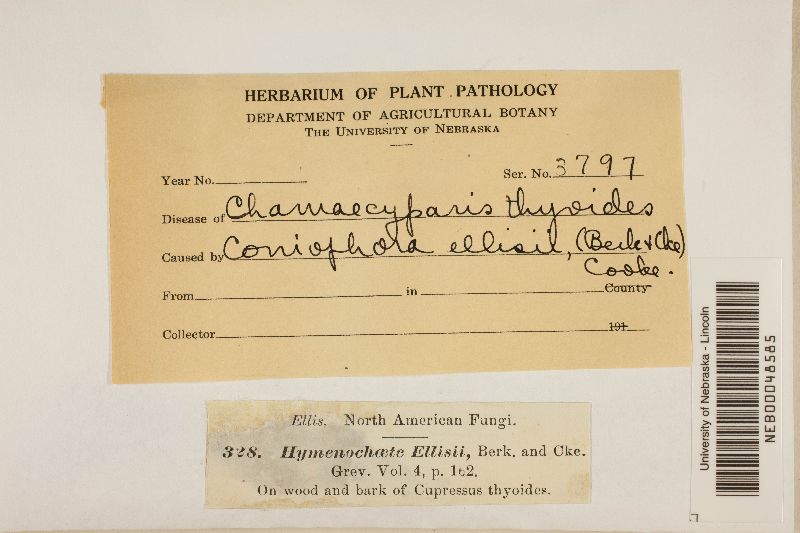 HERBARIUM OF PLANT PATHOLOGY
DEPARTMENT OF AGRICULTURAL BOTANY
THE UNIVERSITY OF NEBRASKA
Year No.
Ser. No. 3797
Disease of Chamaecyparis thyoides
Caused by Coniophora ellisii, (Berk & Cke)
Cooke.
From in County
Collector 191
Ellis. North American Fungi.
328. Hymenochæte Ellisii, Berk. and Cke.
Grev. Vol. 4, p. 162.
On wood and bark of Cupressus thyoides.
University of Nebraska - Lincoln
NEB00048585